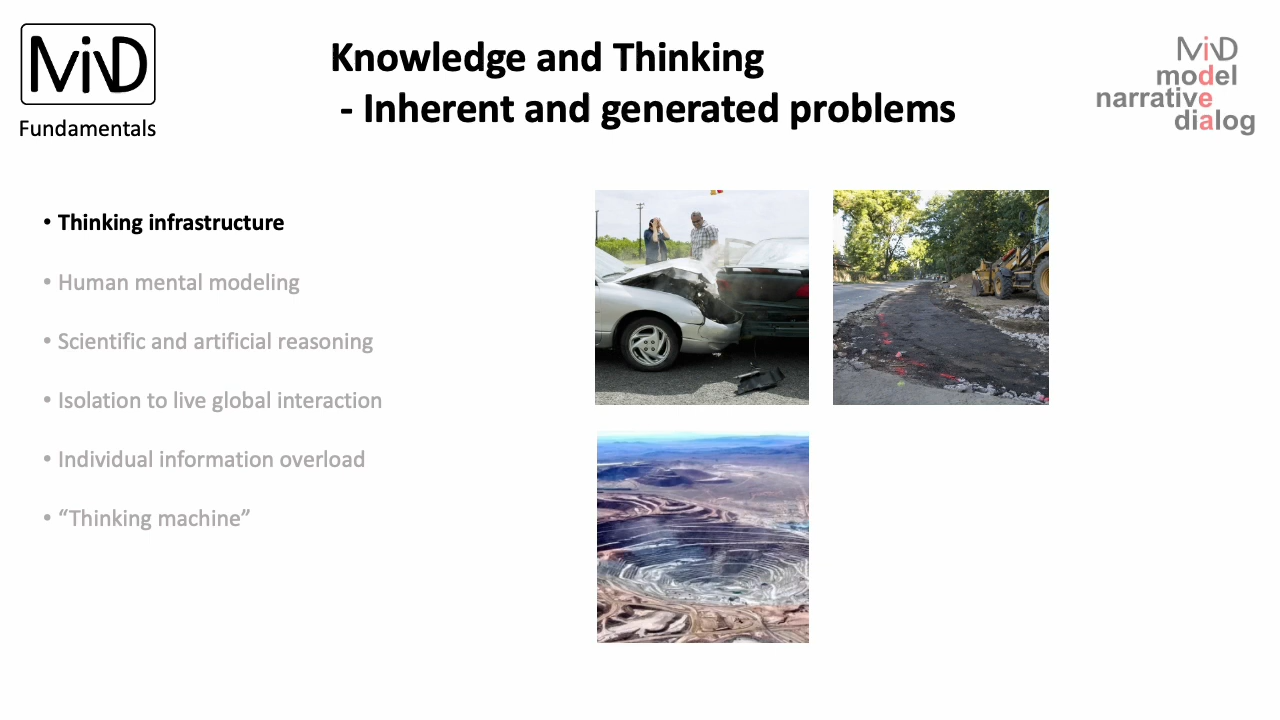 MiND
Fundamentals
Knowledge and Thinking
- Inherent and generated problems
MiND
model
narrative
dialog
• Thinking infrastructure
• Human mental modeling
• Scientific and artificial reasoning
• Isolation to live global interaction
• Individual information overload
• “Thinking machine”